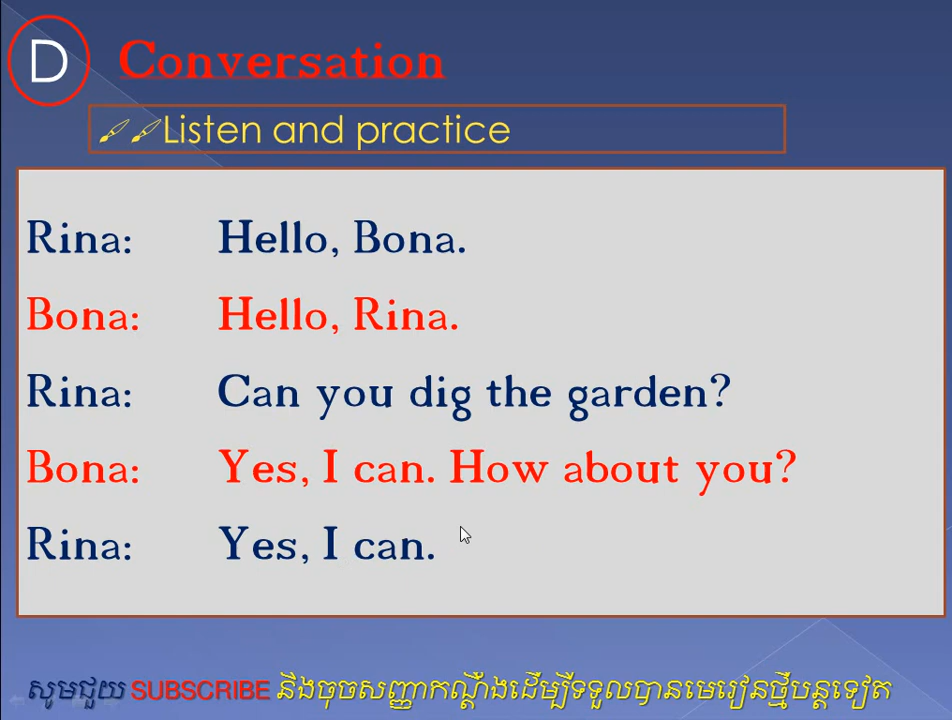 D Conversation
Listen and practice
Rina: Hello, Bona.
Bona: Hello, Rina.
Rina: Can you dig the garden?
Bona: Yes, I can. How about you?
Rina: Yes, I can.
សូមជួយ SUBSCRIBE និងចុចសញ្ញាកណ្ដឹងដើម្បីទទួលបានមេរៀនថ្មីបន្តទៀត